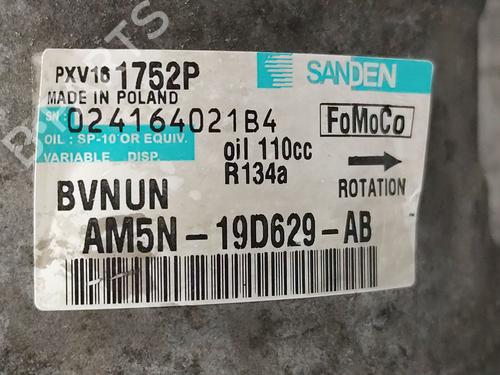 PXV16 1752P
SANDEN
MADE IN POLAND
SN: 024164021B4
FoMoCo
OIL : SP-10 OR EQUIV.
VARIABLE DISP.
oil 110cc
R134a
ROTATION
BVNUN
AM5N-19D629-AB